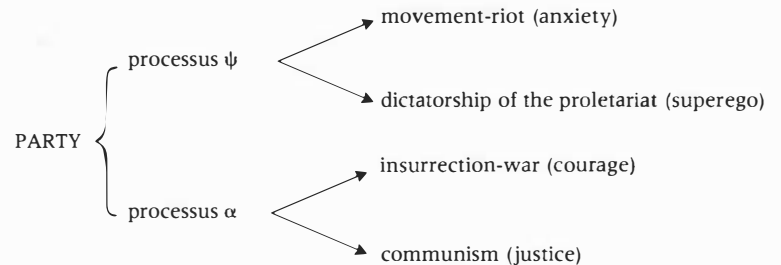 movement-riot (anxiety)
processus ψ
dictatorship of the proletariat (superego)
PARTY
insurrection-war (courage)
processus α
communism (justice)